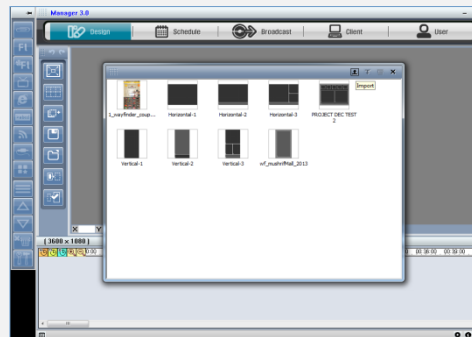 Manager 3.0
Design
Schedule
Broadcast
Client
User
Import
1_wayfinder_coup...
Horizontal-1
Horizontal-2
Horizontal-3
PROJECT DEC TEST
2
Vertical-1
Vertical-2
Vertical-3
wf_mushrifMall_2013
X
Y
[ 3600 x 1080 ]
00:38:00
00:39:00